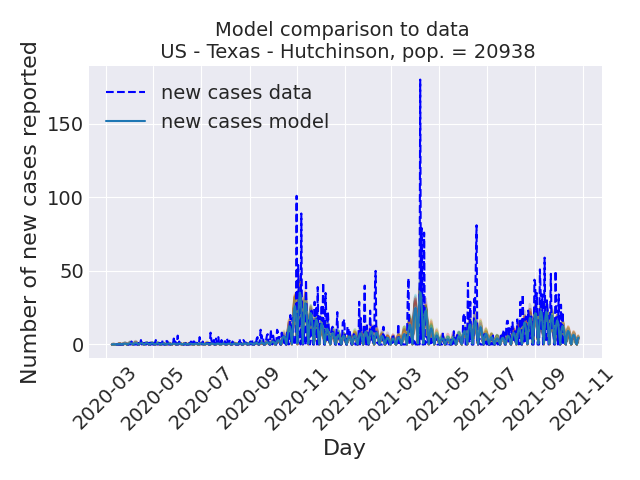 Model comparison to data
US - Texas - Hutchinson, pop. = 20938
Number of new cases reported
new cases data
new cases model
150
100
50
0
2020-03
2020-05
2020-07
2020-09
2020-11
2021-01
2021-03
2021-05
2021-07
2021-09
2021-11
Day